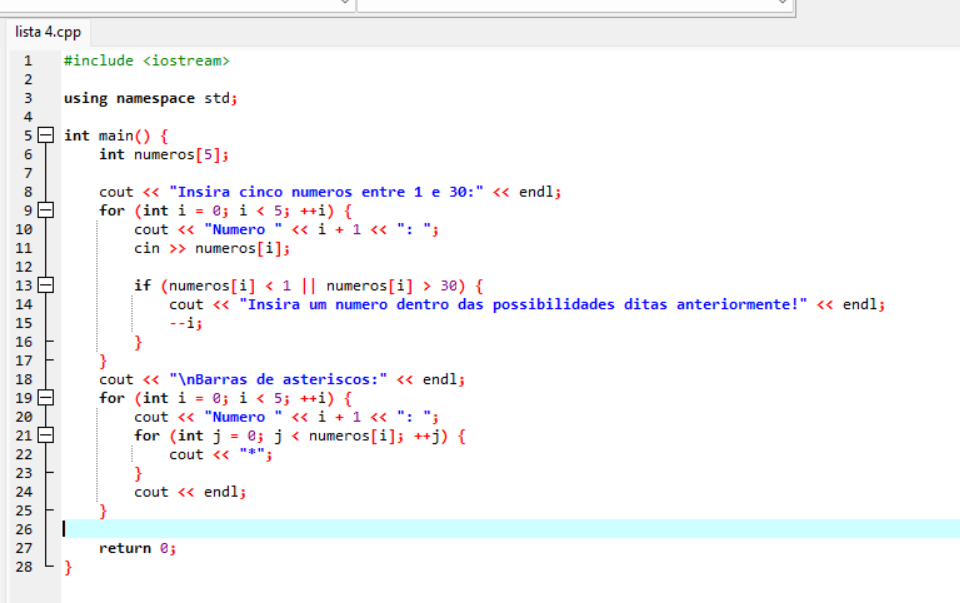 lista 4.cpp
1 #include <iostream>
2
3 using namespace std;
4
5 int main() {
6     int numeros[5];
7
8     cout << "Insira cinco numeros entre 1 e 30:" << endl;
9     for (int i = 0; i < 5; ++i) {
10         cout << "Numero " << i + 1 << ": ";
11         cin >> numeros[i];
12
13         if (numeros[i] < 1 || numeros[i] > 30) {
14             cout << "Insira um numero dentro das possibilidades ditas anteriormente!" << endl;
15             --i;
16         }
17     }
18     cout << "\nBarras de asteriscos:" << endl;
19     for (int i = 0; i < 5; ++i) {
20         cout << "Numero " << i + 1 << ": ";
21         for (int j = 0; j < numeros[i]; ++j) {
22             cout << "*";
23         }
24         cout << endl;
25     }
26
27     return 0;
28 }